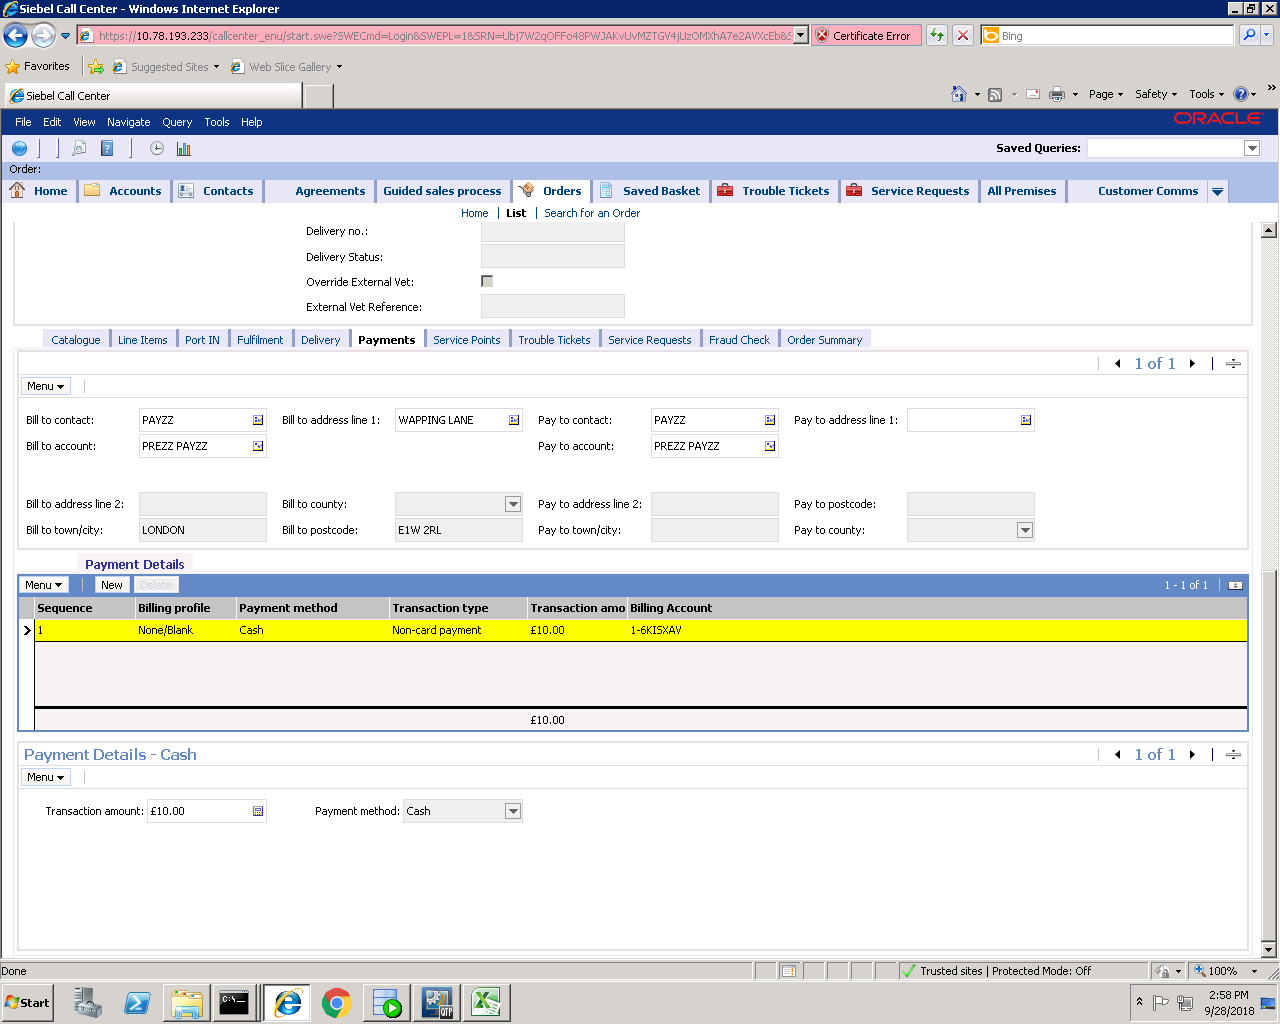 Siebel Call Center - Windows Internet Explorer
https://10.78.193.233/callcenter_enu/start.swe?SWECmd=Login&SWEPL=1&SRN=
Certificate Error
Bing
Favorites
Suggested Sites
Web Slice Gallery
Siebel Call Center
Page
Safety
Tools
File Edit View Navigate Query Tools Help
ORACLE
Saved Queries:
Order:
Home Accounts Contacts Agreements Guided sales process Orders Saved Basket Trouble Tickets Service Requests All Premises Customer Comms
Home List Search for an Order
Delivery no.:
Delivery Status:
Override External Vet:
External Vet Reference:
Catalogue Line Items Port IN Fulfilment Delivery Payments Service Points Trouble Tickets Service Requests Fraud Check Order Summary
1 of 1
Menu
Bill to contact: PAYZZ Bill to address line 1: WAPPING LANE Pay to contact: PAYZZ Pay to address line 1:
Bill to account: PREZZ PAYZZ Pay to account: PREZZ PAYZZ
Bill to address line 2: Bill to county: Pay to address line 2: Pay to postcode:
Bill to town/city: LONDON Bill to postcode: E1W 2RL Pay to town/city: Pay to county:
Payment Details
Menu New Delete 1 - 1 of 1
Sequence Billing profile Payment method Transaction type Transaction amo Billing Account
1 None/Blank Cash Non-card payment £10.00 1-6KI5XAV
£10.00
Payment Details - Cash 1 of 1
Menu
Transaction amount: £10.00 Payment method: Cash
Done Trusted sites | Protected Mode: Off 100%
Start C:\ QTP 2:58 PM
9/28/2018